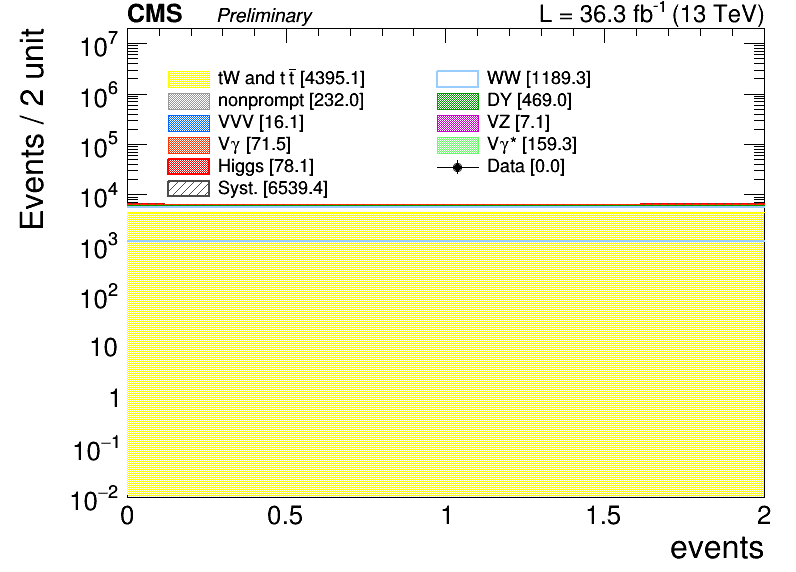 CMS Preliminary L = 36.3 fb⁻¹ (13 TeV)
Events / 2 unit
10⁷
10⁶
10⁵
10⁴
10³
10²
10
1
10⁻¹
10⁻²
tW and tt̄ [4395.1]
WW [1189.3]
nonprompt [232.0]
DY [469.0]
VVV [16.1]
VZ [7.1]
Vγ [71.5]
Vγ* [159.3]
Higgs [78.1]
Data [0.0]
Syst. [6539.4]
0 0.5 1 1.5 2
events